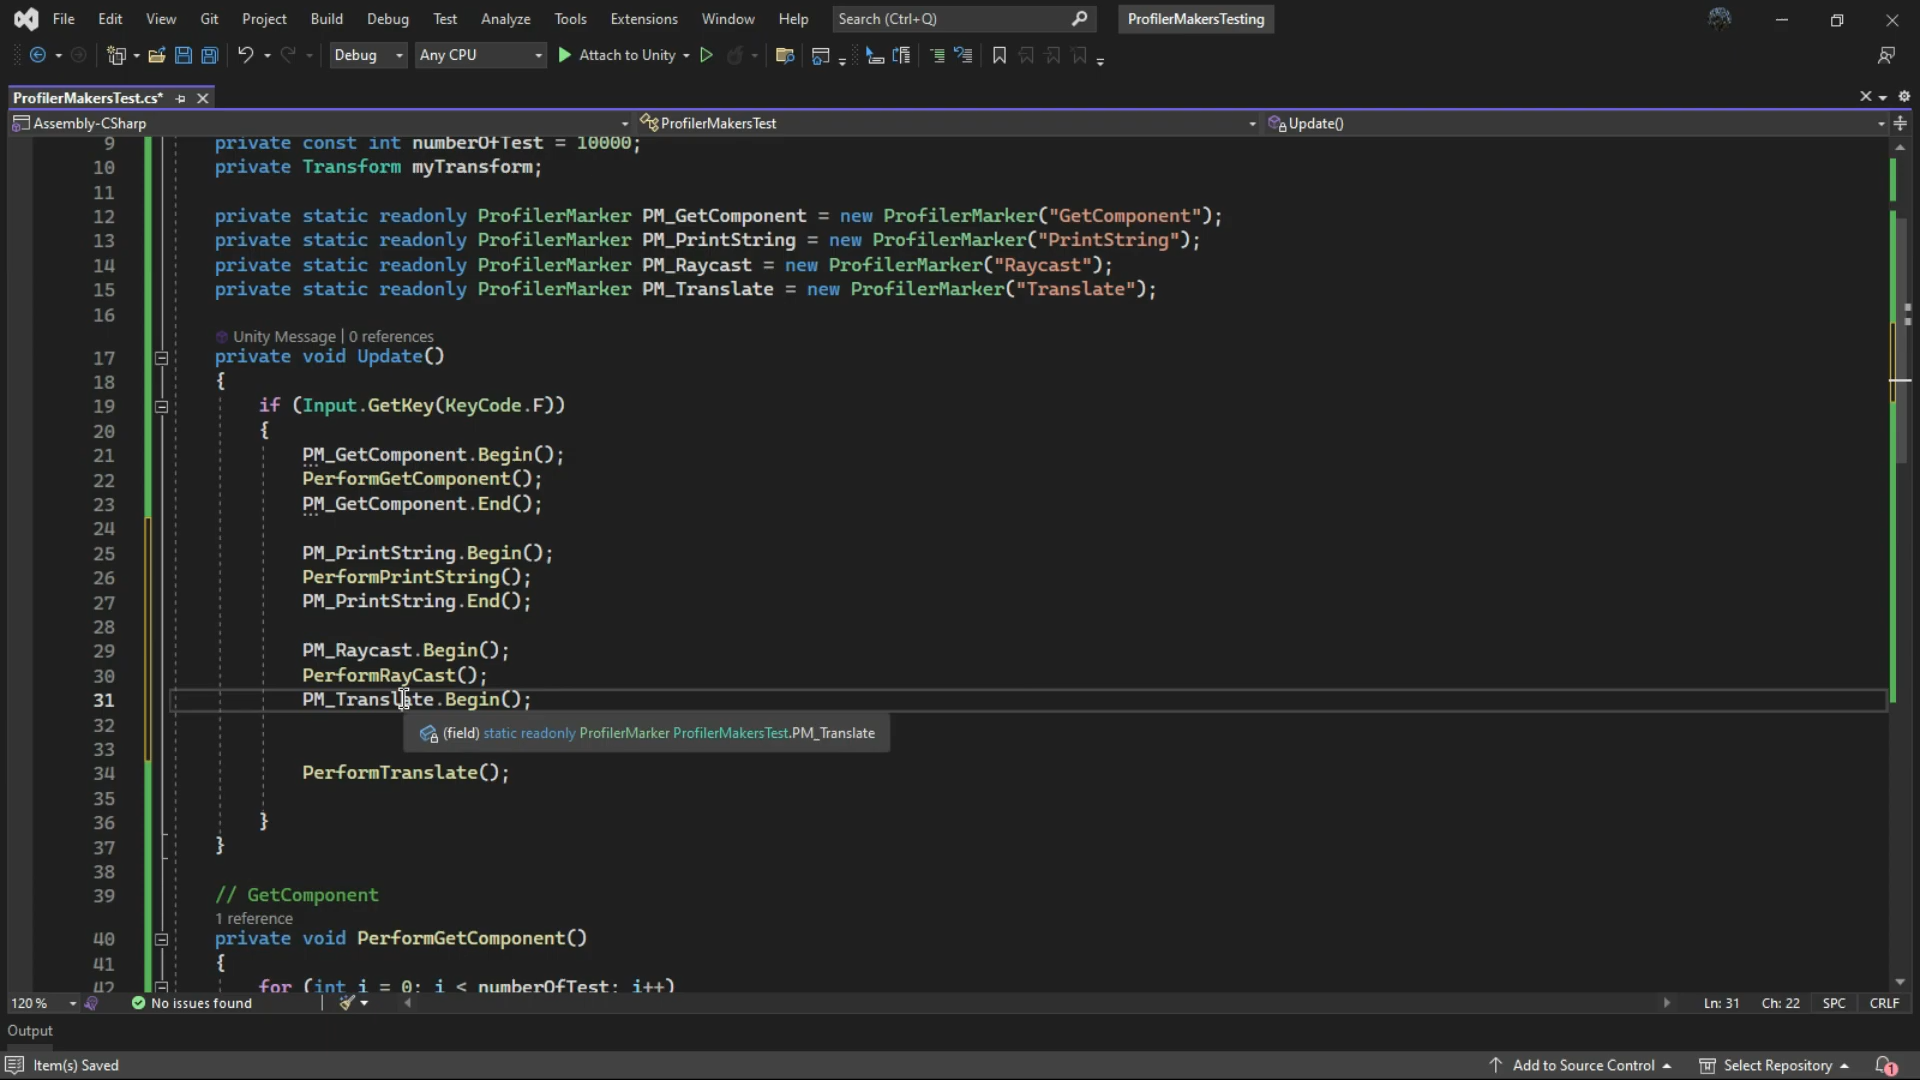 File Edit View Git Project Build Debug Test Analyze Tools Extensions Window Help Search (Ctrl+Q) ProfilerMakersTesting
Debug Any CPU Attach to Unity
ProfilerMakersTest.cs*
Assembly-CSharp ProfilerMakersTest Update()
9 private const int numberOfTest = 10000;
10 private Transform myTransform;
11
12 private static readonly ProfilerMarker PM_GetComponent = new ProfilerMarker("GetComponent");
13 private static readonly ProfilerMarker PM_PrintString = new ProfilerMarker("PrintString");
14 private static readonly ProfilerMarker PM_Raycast = new ProfilerMarker("Raycast");
15 private static readonly ProfilerMarker PM_Translate = new ProfilerMarker("Translate");
16
Unity Message | 0 references
17 private void Update()
18 {
19 if (Input.GetKey(KeyCode.F))
20 {
21 PM_GetComponent.Begin();
22 PerformGetComponent();
23 PM_GetComponent.End();
24
25 PM_PrintString.Begin();
26 PerformPrintString();
27 PM_PrintString.End();
28
29 PM_Raycast.Begin();
30 PerformRayCast();
31 PM_Translate.Begin();
32
(field) static readonly ProfilerMarker ProfilerMakersTest.PM_Translate
33
34 PerformTranslate();
35
36 }
37 }
38
39 // GetComponent
1 reference
40 private void PerformGetComponent()
41 {
42 for (int i = 0; i < numberOfTest; i++)
120 % No issues found Ln: 31 Ch: 22 SPC CRLF
Output
Item(s) Saved Add to Source Control Select Repository 1